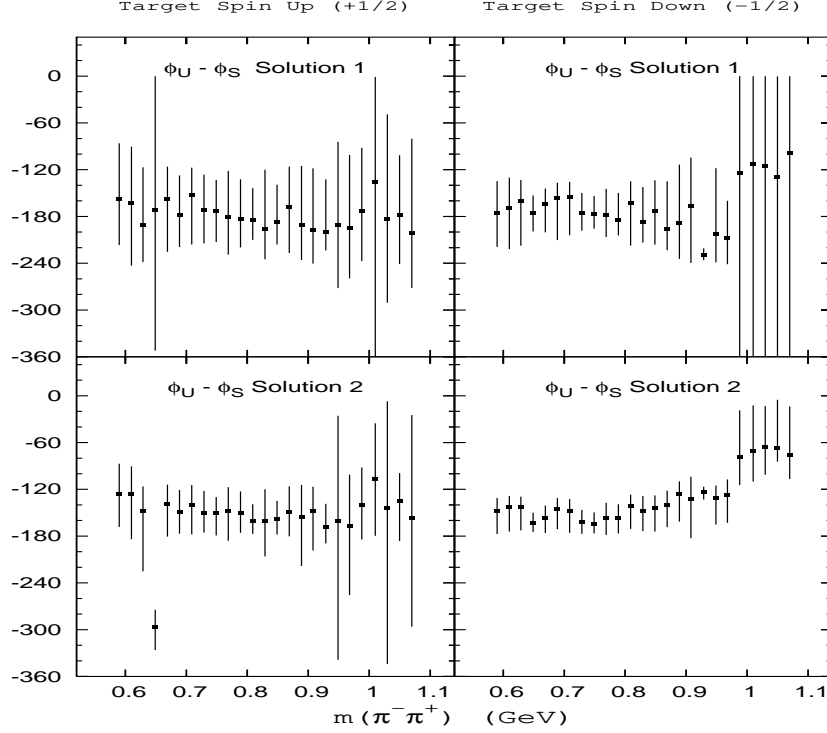 Target Spin Up (+1/2) Target Spin Down (−1/2)
ϕU - ϕS Solution 1
ϕU - ϕS Solution 1
0
-60
-120
-180
-240
-300
-360
ϕU - ϕS Solution 2
ϕU - ϕS Solution 2
0
-60
-120
-180
-240
-300
-360
0.6 0.7 0.8 0.9 1 1.1 0.6 0.7 0.8 0.9 1 1.1
m(π−π+) (GeV)